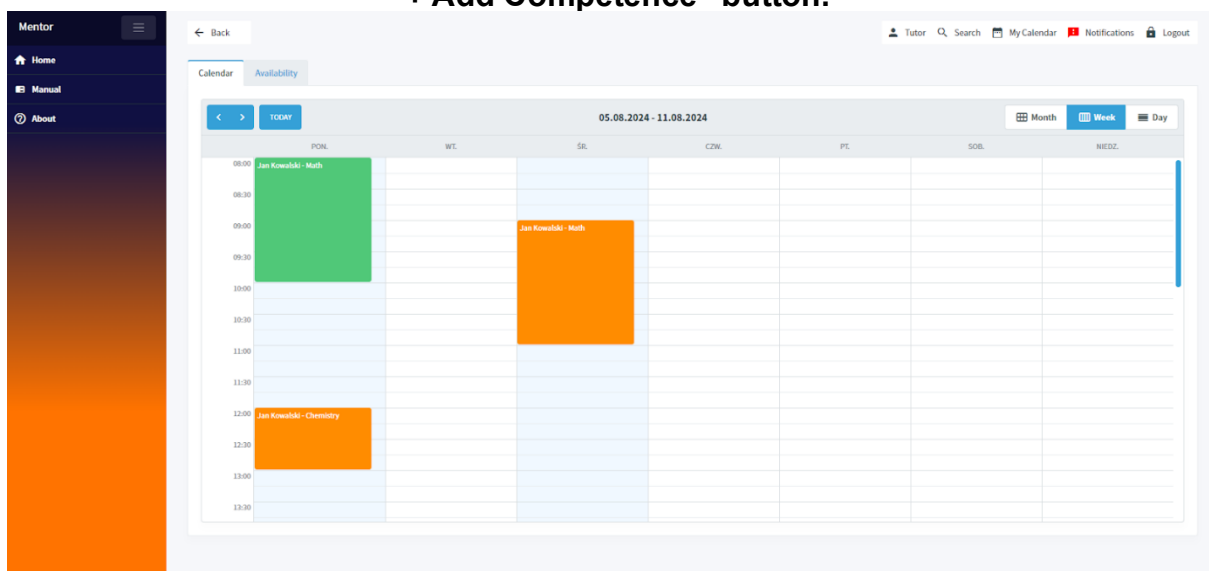 + Add Competence" button.
Mentor
← Back
Tutor Search My Calendar Notifications Logout
Home
Manual
About
Calendar Availability
< > TODAY 05.08.2024 - 11.08.2024 Month Week Day
PON. WT. ŚR. CZW. PT. SOB. NIEDZ.
08:00 Jan Kowalski - Math
08:30
09:00 Jan Kowalski - Math
09:30
10:00
10:30
11:00
11:30
12:00 Jan Kowalski - Chemistry
12:30
13:00
13:30